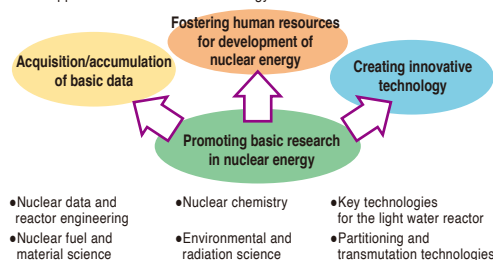 Fostering human resources
for development of
nuclear energy
Acquisition/accumulation
of basic data
Creating innovative
technology
Promoting basic research
in nuclear energy
●Nuclear data and
reactor engineering
●Nuclear fuel and
material science
●Nuclear chemistry
●Environmental and
radiation science
●Key technologies
for the light water reactor
●Partitioning and
transmutation technologies